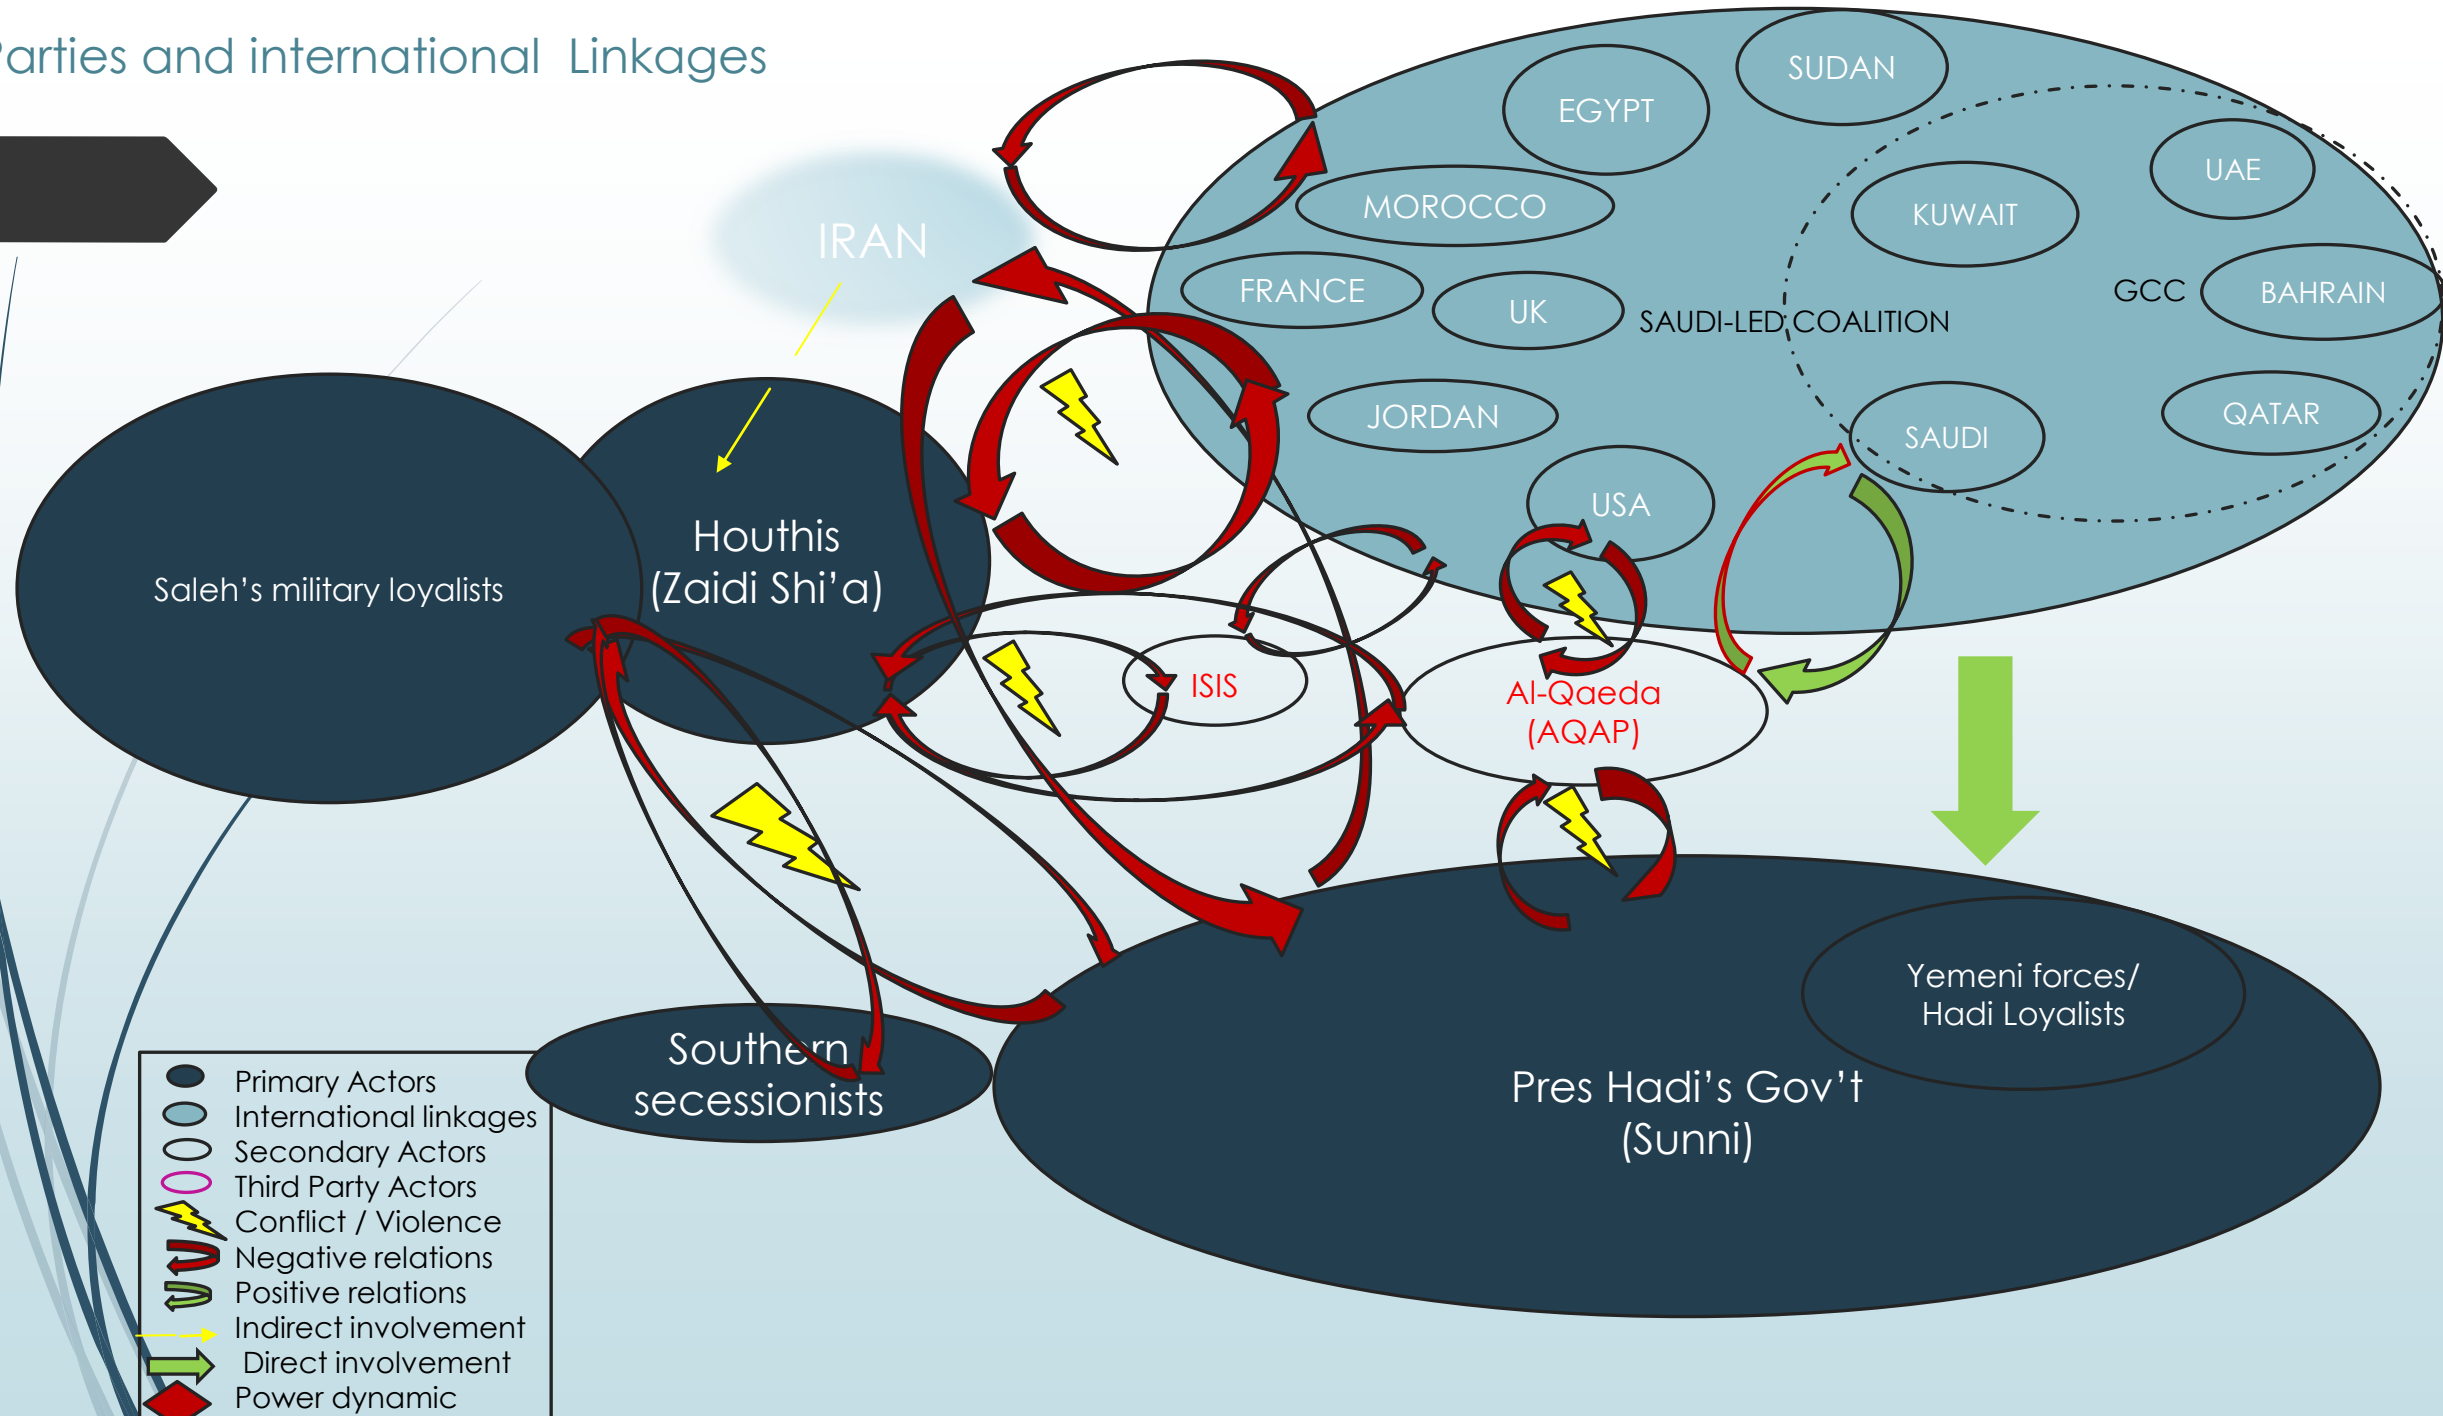 Parties and international Linkages
SUDAN
EGYPT
UAE
MOROCCO
KUWAIT
IRAN
FRANCE
UK
GCC
BAHRAIN
SAUDI-LED COALITION
JORDAN
SAUDI
QATAR
USA
Houthis
(Zaidi Shi’a)
Saleh’s military loyalists
ISIS
Al-Qaeda
(AQAP)
Yemeni forces/
Hadi Loyalists
Southern
secessionists
Pres Hadi’s Gov’t
(Sunni)
Primary Actors
International linkages
Secondary Actors
Third Party Actors
Conflict / Violence
Negative relations
Positive relations
Indirect involvement
Direct involvement
Power dynamic